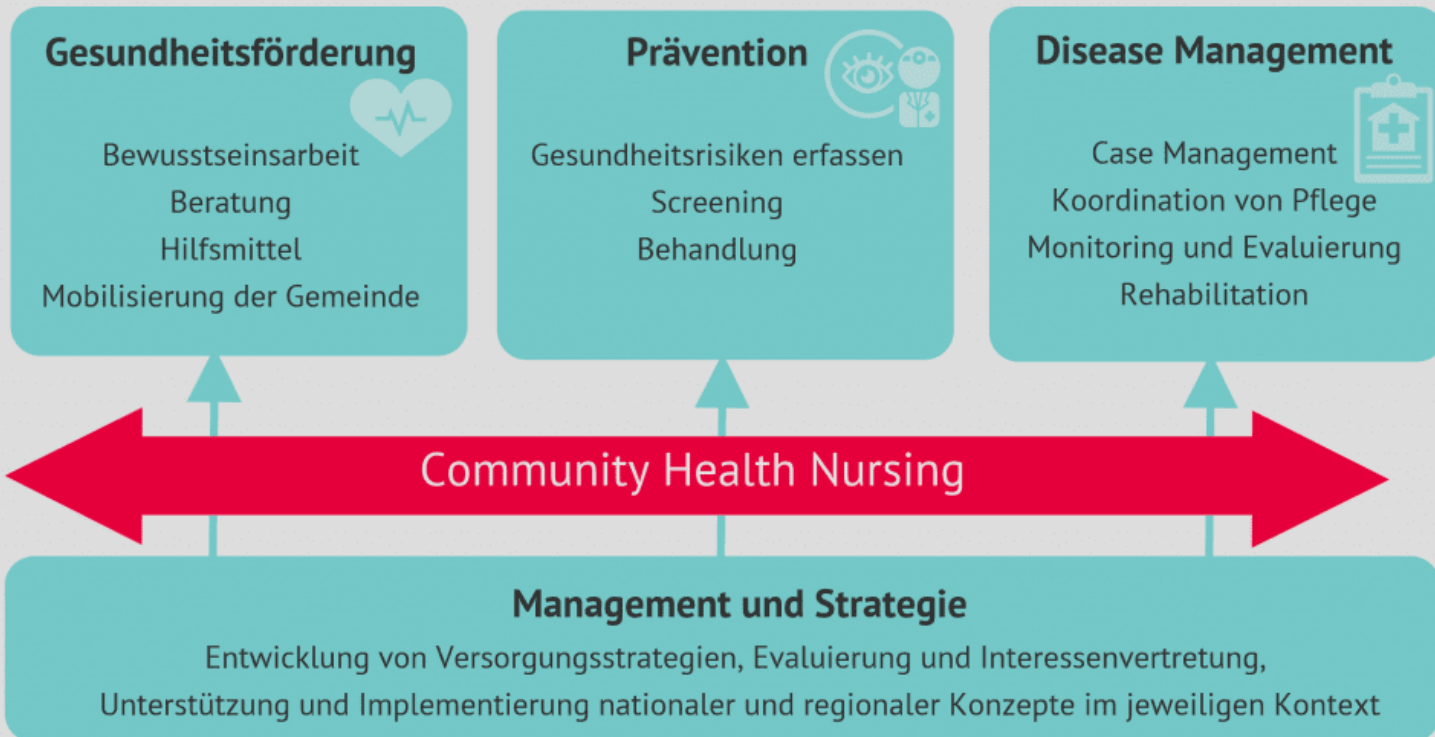 Gesundheitsförderung
Bewusstseinsarbeit
Beratung
Hilfsmittel
Mobilisierung der Gemeinde
Prävention
Gesundheitsrisiken erfassen
Screening
Behandlung
Disease Management
Case Management
Koordination von Pflege
Monitoring und Evaluierung
Rehabilitation
Community Health Nursing
Management und Strategie
Entwicklung von Versorgungsstrategien, Evaluierung und Interessenvertretung,
Unterstützung und Implementierung nationaler und regionaler Konzepte im jeweiligen Kontext